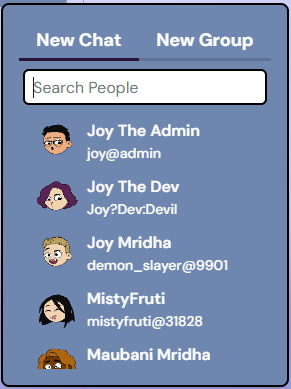 New Chat New Group
Search People
Joy The Admin
joy@admin
Joy The Dev
Joy?Dev:Devil
Joy Mridha
demon_slayer@9901
MistyFruti
mistyfruti@31828
Maubani Mridha